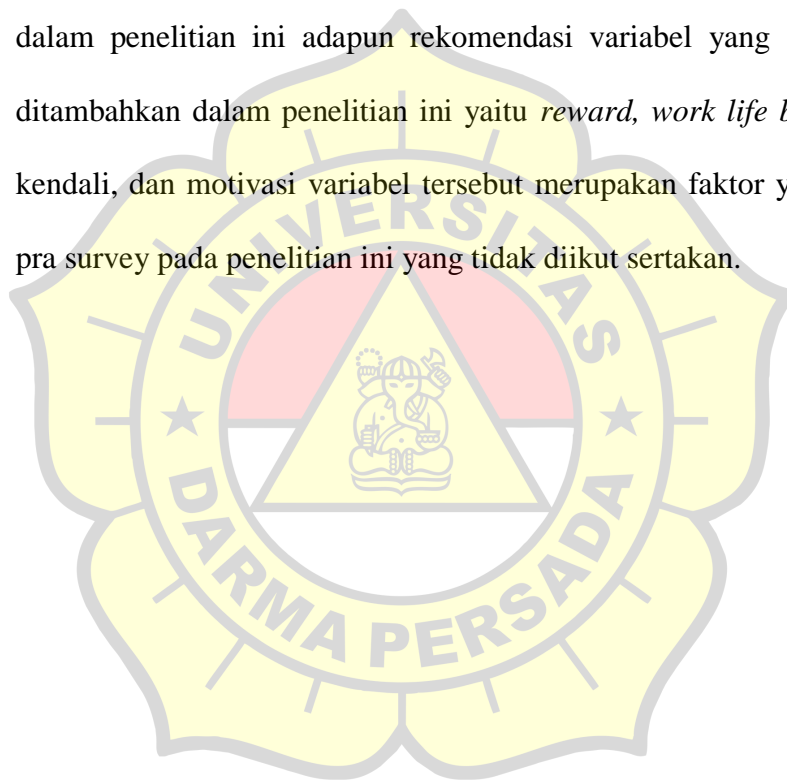 dalam penelitian ini adapun rekomendasi variabel yang
ditambahkan dalam penelitian ini yaitu reward, work life
kendali, dan motivasi variabel tersebut merupakan faktor
pra survey pada penelitian ini yang tidak diikut sertakan.
UNIVERSITAS
DARMA PERSADA